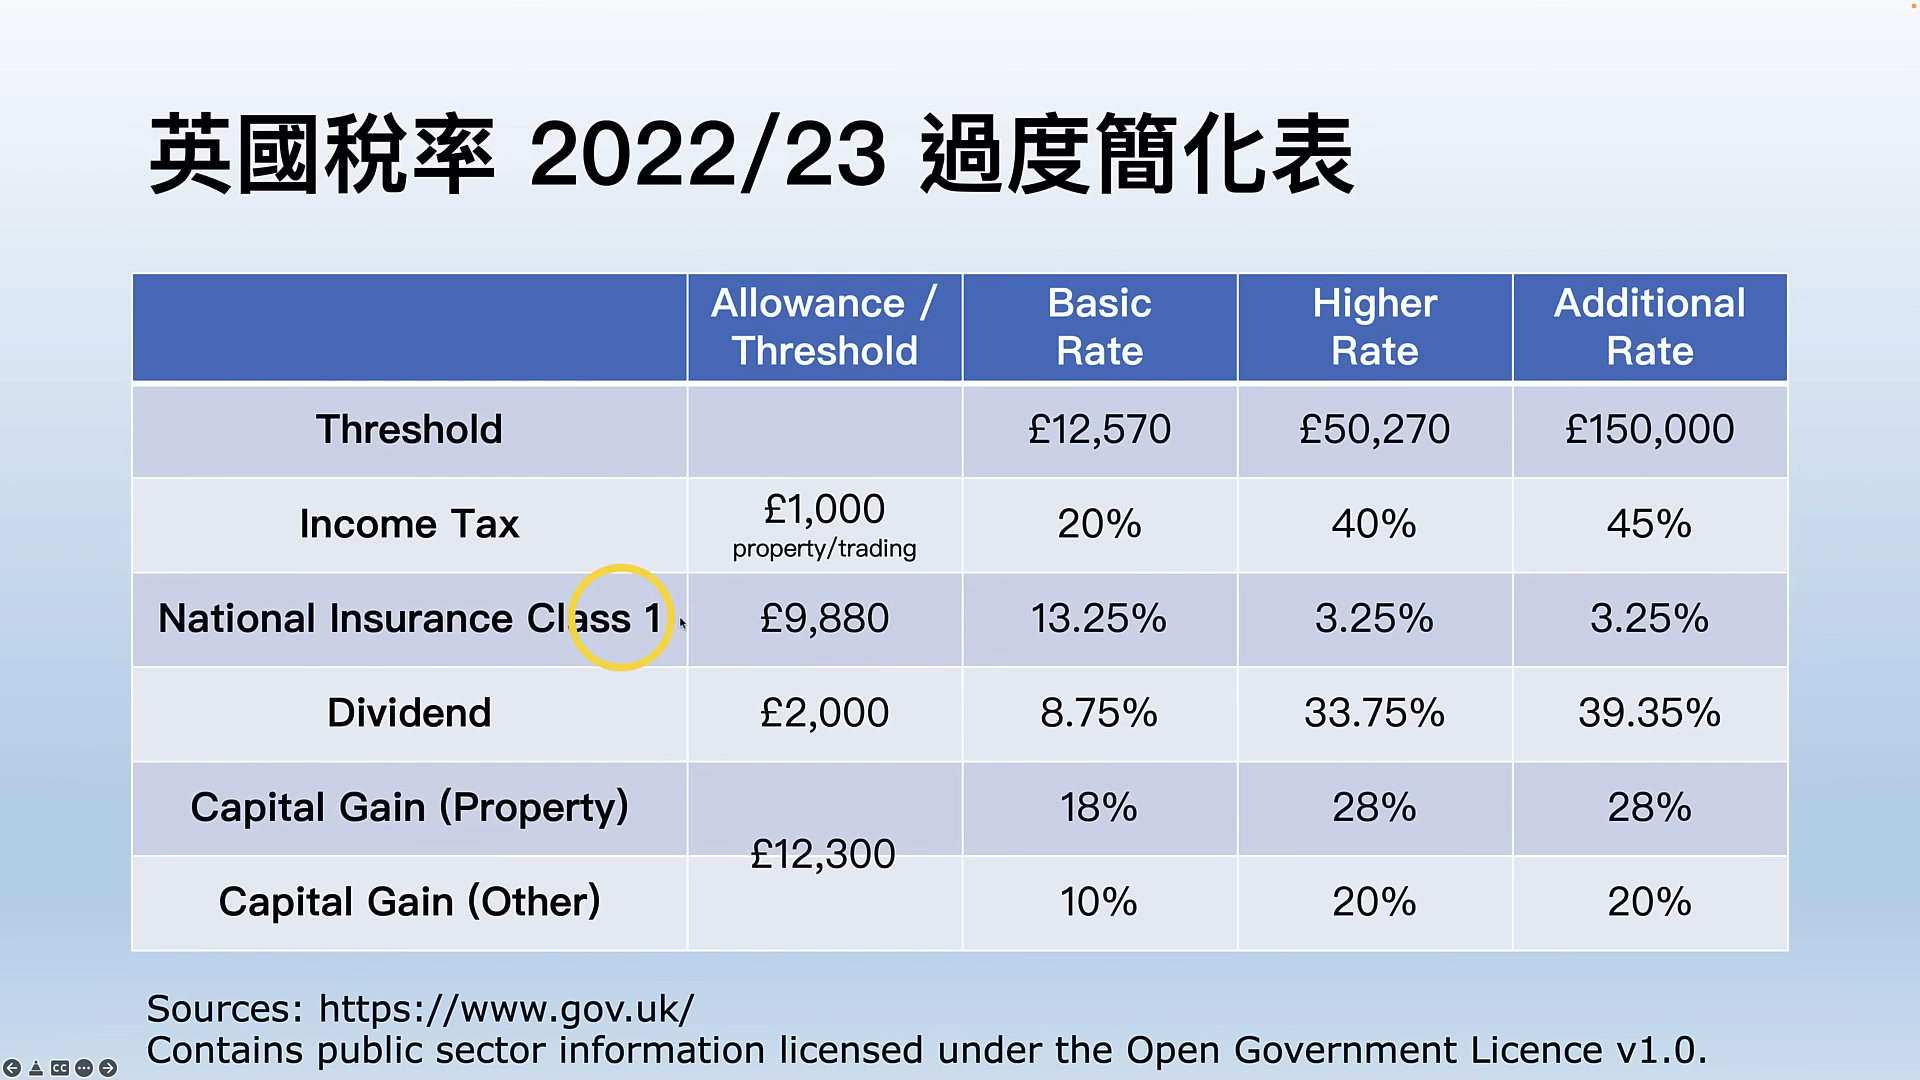 英國稅率 2022/23 過度簡化表
Allowance / Threshold
Basic Rate
Higher Rate
Additional Rate
Threshold £12,570 £50,270 £150,000
Income Tax £1,000 property/trading 20% 40% 45%
National Insurance Class 1 £9,880 13.25% 3.25% 3.25%
Dividend £2,000 8.75% 33.75% 39.35%
Capital Gain (Property) £12,300 18% 28% 28%
Capital Gain (Other) 10% 20% 20%
Sources: https://www.gov.uk/
Contains public sector information licensed under the Open Government Licence v1.0.
CC